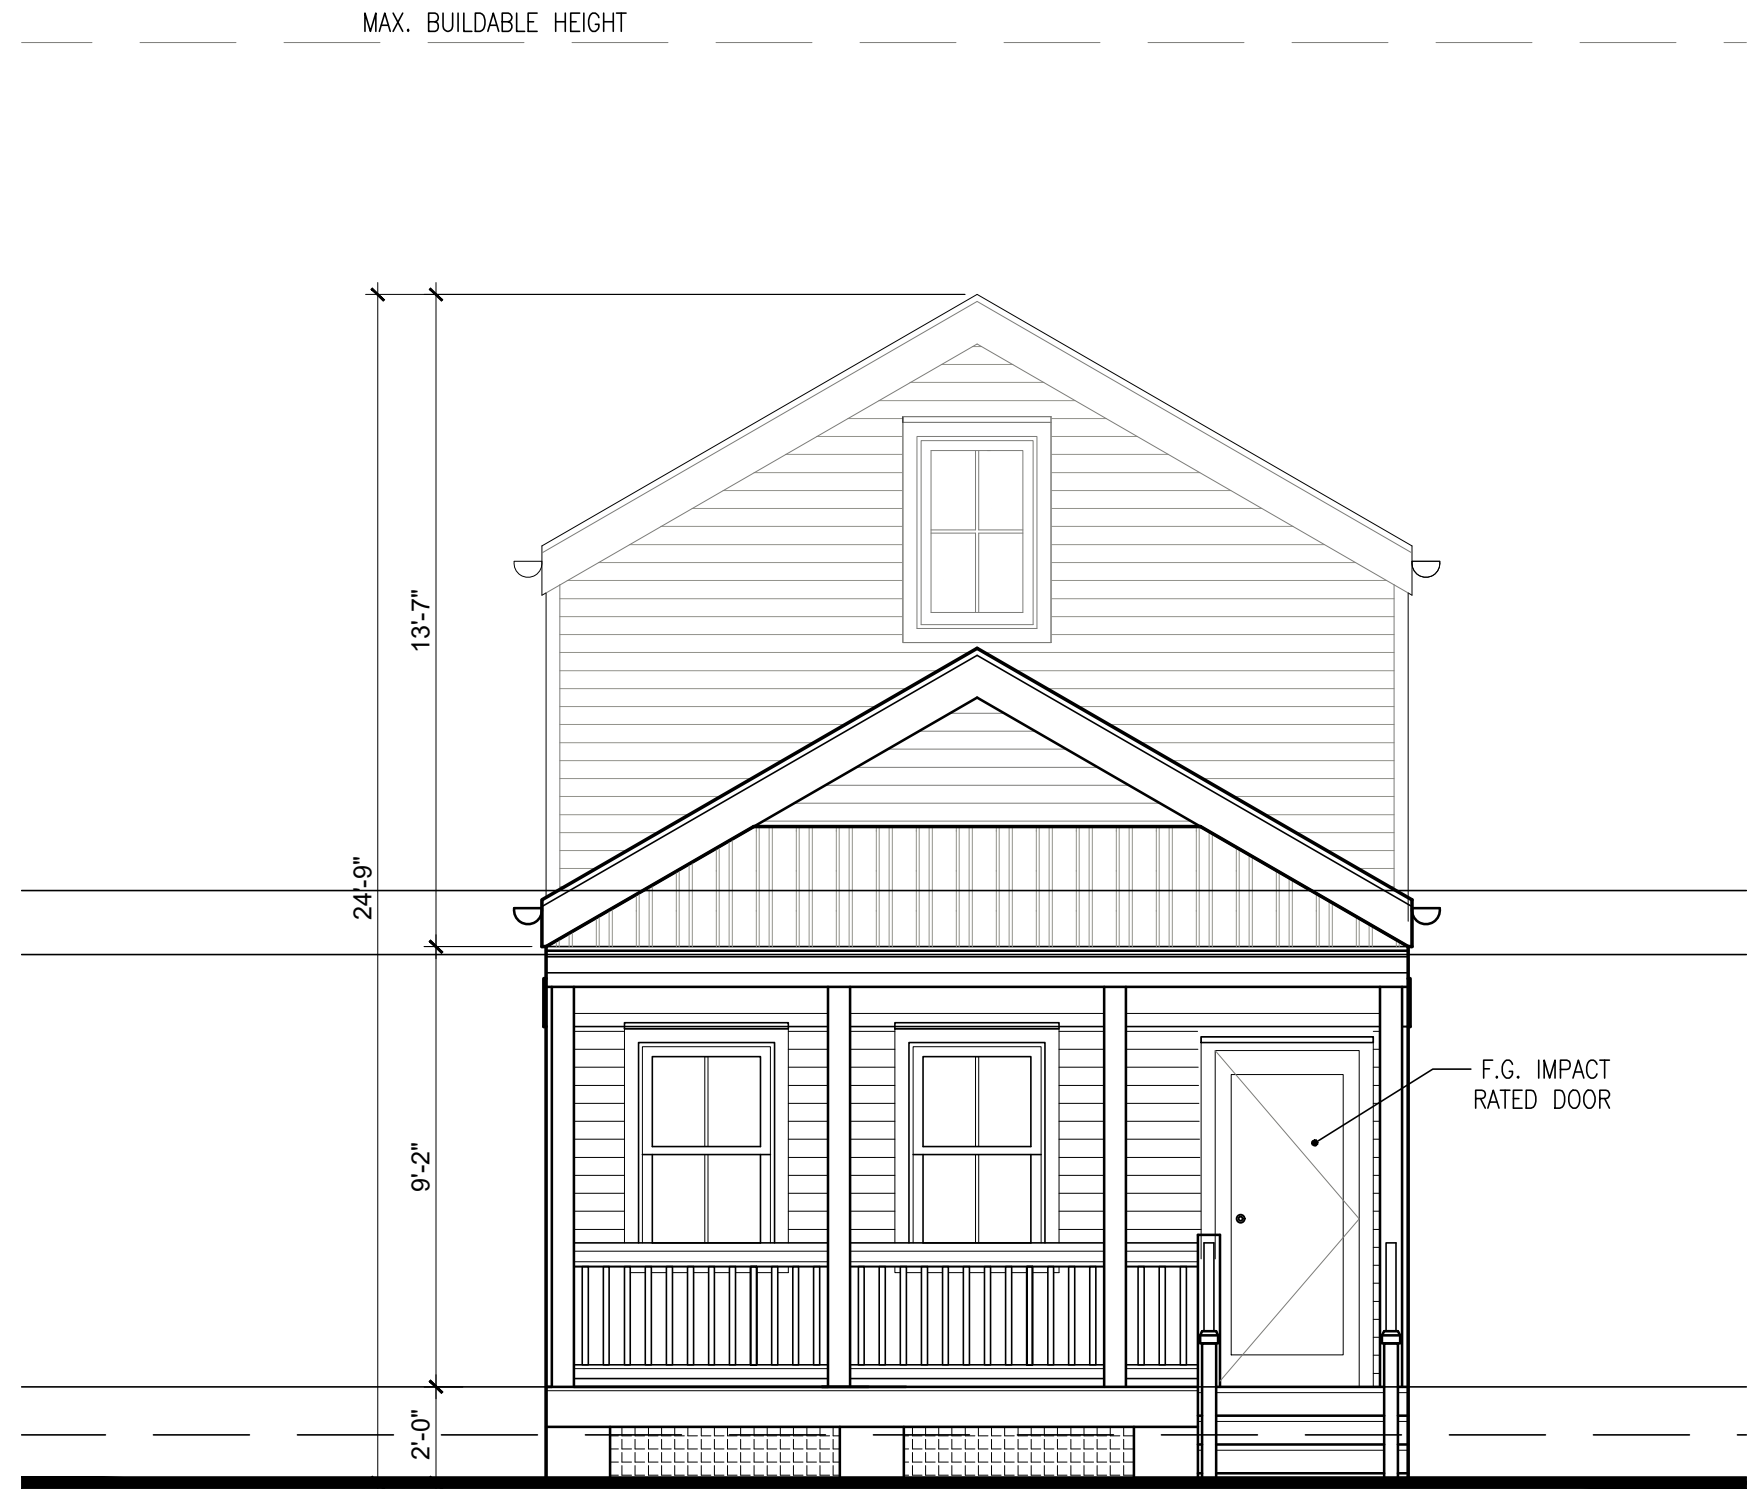 MAX. BUILDABLE HEIGHT
13'-7"
24'-9"
F.G. IMPACT
RATED DOOR
9'-2"
2'-0"